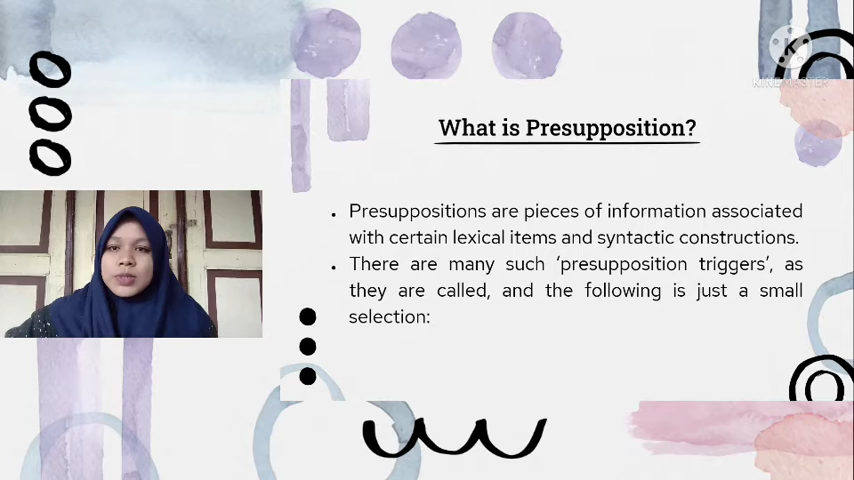 KINEMASTER
What is Presupposition?
Presuppositions are pieces of information associated
with certain lexical items and syntactic constructions.
There are many such ‘presupposition triggers’, as
they are called, and the following is just a small
selection: